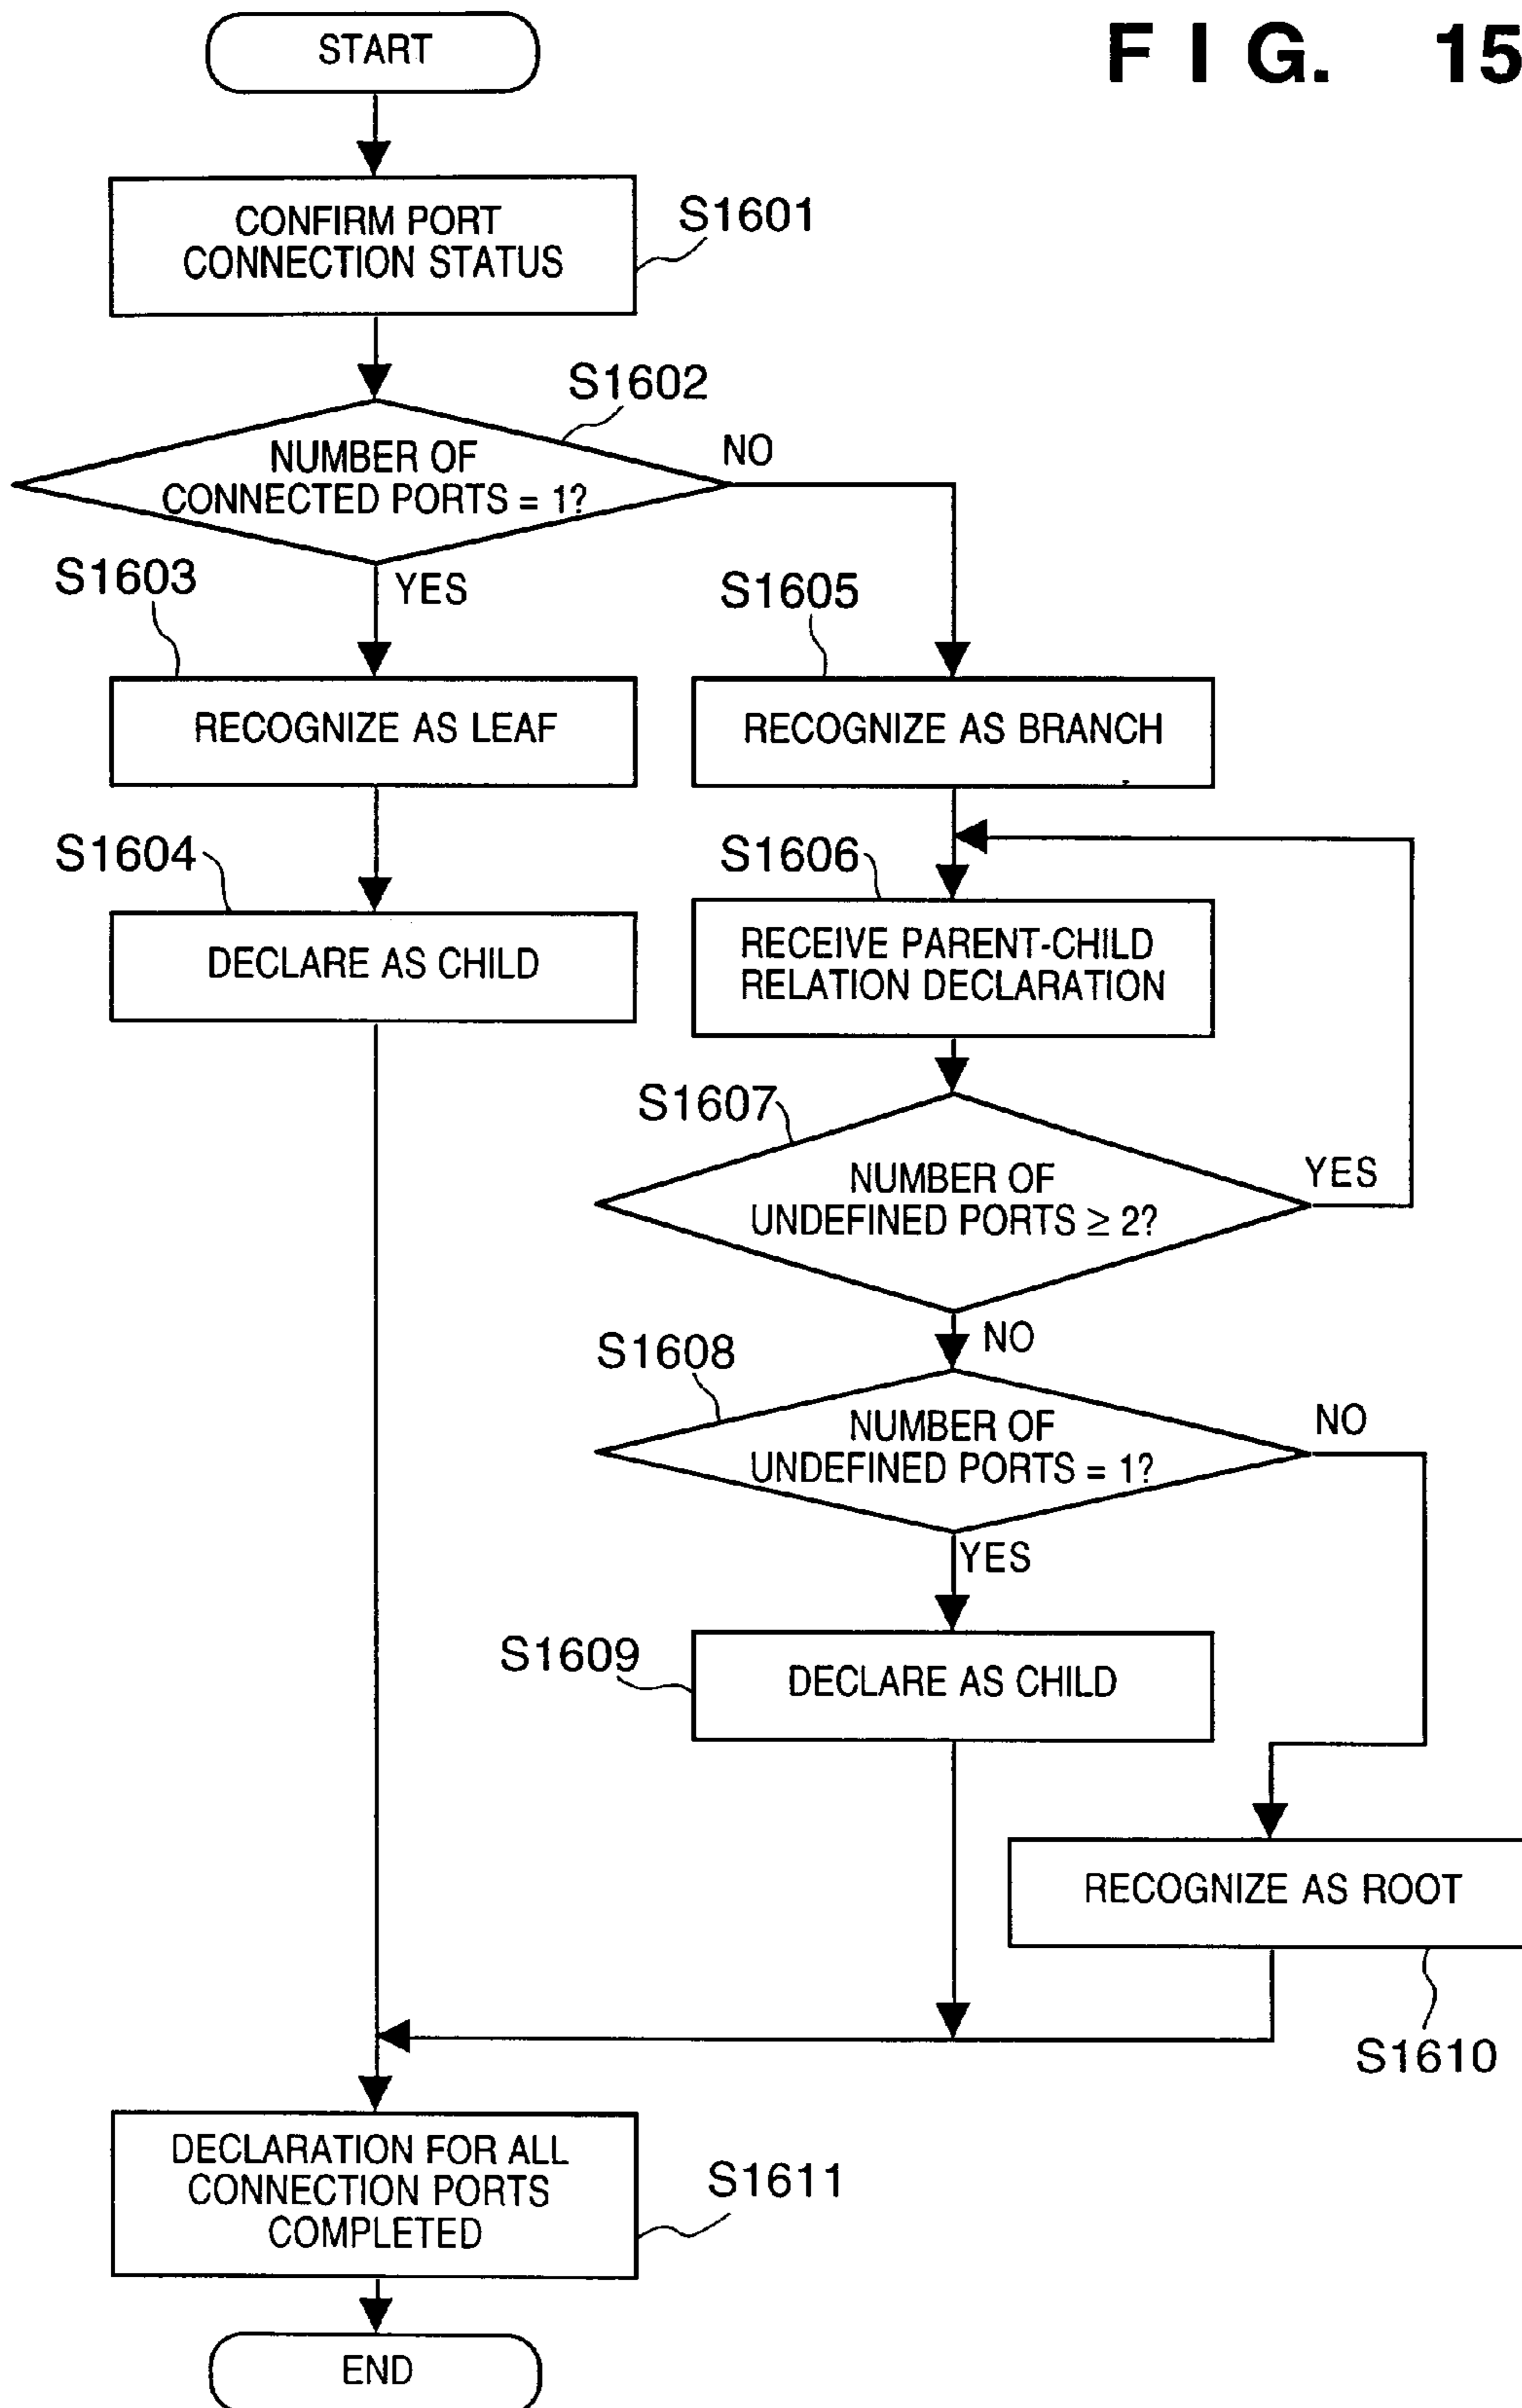 FIG. 15
START
CONFIRM PORT
CONNECTION STATUS
S1601
S1602
NUMBER OF
CONNECTED PORTS = 1?
NO
YES
S1603
S1605
RECOGNIZE AS LEAF
RECOGNIZE AS BRANCH
S1604
S1606
DECLARE AS CHILD
RECEIVE PARENT-CHILD
RELATION DECLARATION
S1607
NUMBER OF
UNDEFINED PORTS ≥ 2?
YES
NO
S1608
NUMBER OF
UNDEFINED PORTS = 1?
NO
YES
S1609
DECLARE AS CHILD
RECOGNIZE AS ROOT
S1610
DECLARATION FOR ALL
CONNECTION PORTS
COMPLETED
S1611
END